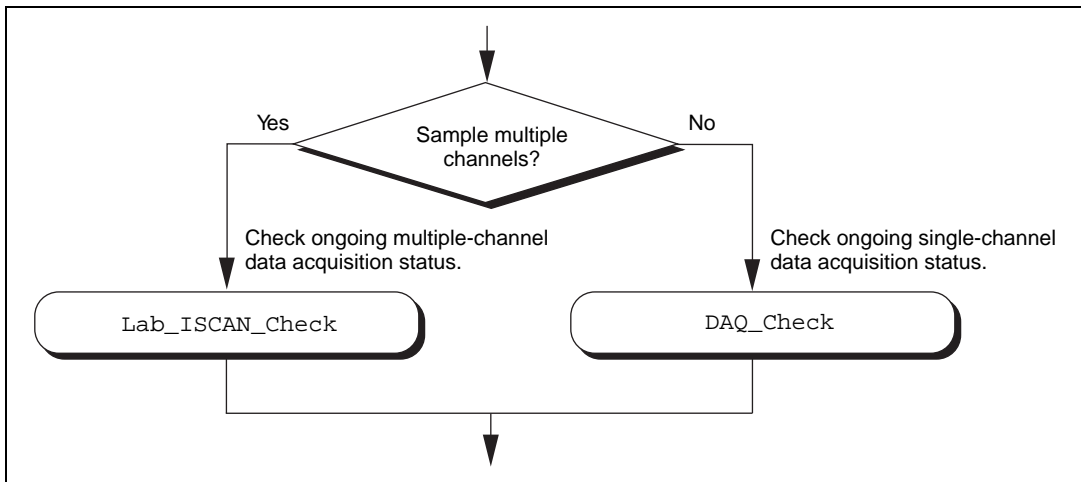 Yes
Sample multiple
channels?
No
Check ongoing multiple-channel
data acquisition status.
Check ongoing single-channel
data acquisition status.
Lab_ISCAN_Check
DAQ_Check